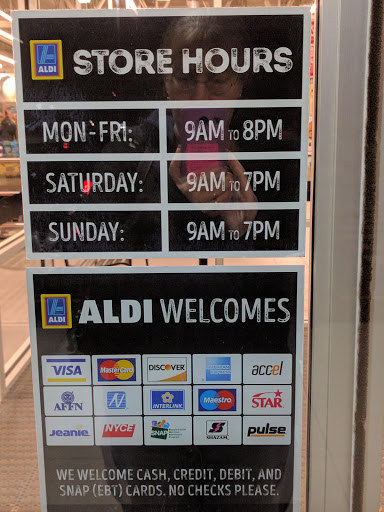 ALDI STORE HOURS
MON-FRI: 9AM TO 8PM
SATURDAY: 9AM TO 7PM
SUNDAY: 9AM TO 7PM
ALDI ALDI WELCOMES
VISA MasterCard DISCOVER accel
AFFN INTERLINK Maestro STAR
Jeanie NYCE SNAP SHAZAM pulse
WE WELCOME CASH, CREDIT, DEBIT, AND
SNAP (EBT) CARDS. NO CHECKS PLEASE.